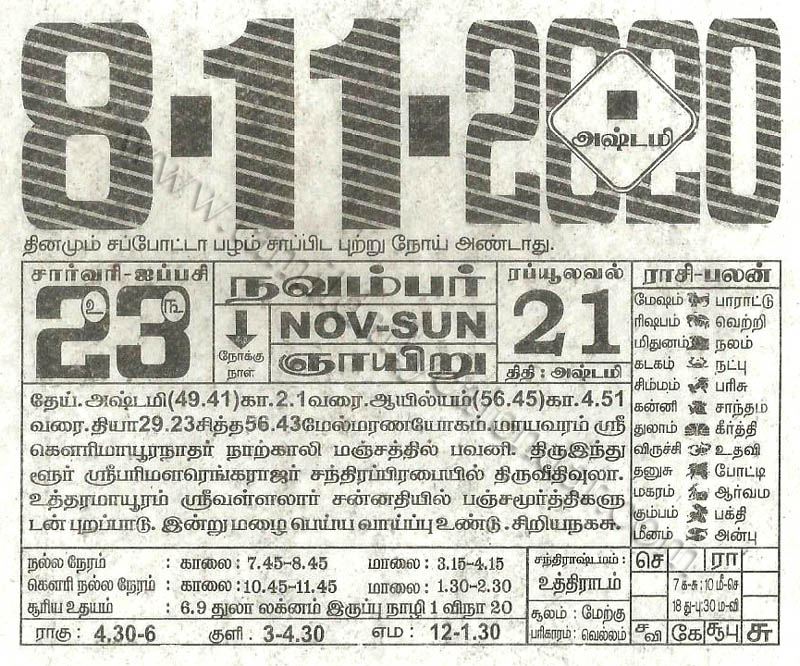 8·11·2020
அஷ்டமி
தினமும் சப்போட்டா பழம் சாப்பிட புற்று நோய் அண்டாது.
சார்வரி-ஐப்பசி
23
உ ௩
நவம்பர்
NOV-SUN
ஞாயிறு
நோக்கு
நாள்
ரப்யூலவல்
21
திதி : அஷ்டமி
தேய். அஷ்டமி(49.41)கா.2.1வரை.ஆயில்யம்(56.45)கா.4.51
வரை.தியா29.23சித்த56.43மேல்மரணயோகம்.மாயவரம் ஸ்ரீ
கௌரிமாயூரநாதர் நாற்காலி மஞ்சத்தில் பவனி. திருஇந்து
ளூர் ஸ்ரீபரிமளரெங்கராஜர் சந்திரப்பிரபையில் திருவீதிவுலா.
உத்தரமாயூரம் ஸ்ரீவள்ளலார் சன்னதியில் பஞ்சமூர்த்திகளு
டன் புறப்பாடு. இன்று மழை பெய்ய வாய்ப்பு உண்டு. சிறியநகசு.
ராசி-பலன்
மேஷம் பாராட்டு
ரிஷபம் வெற்றி
மிதுனம் நலம்
கடகம் நட்பு
சிம்மம் பரிசு
கன்னி சாந்தம
துலாம் கீர்த்தி
விருச்சி உதவி
தனுசு போட்டி
மகரம் ஆர்வம
கும்பம் பக்தி
மீனம் அன்பு
நல்ல நேரம் : காலை: 7.45-8.45 மாலை: 3.15-4.15
கௌரி நல்ல நேரம் : காலை: 10.45-11.45 மாலை: 1.30-2.30
சூரிய உதயம் : 6.9 துலா லக்னம் இருப்பு நாழி 1 விநா 20
ராகு : 4.30-6 குளி : 3-4.30 எம : 12-1.30
சந்திராஷ்டமம் :
உத்திராடம்
சூலம் : மேற்கு
பரிகாரம் : வெல்லம்
செ ரா
7 க-சு ; 10 மீ-செ
18 து-பு; 30 ம-வி
ச வி கே சூ பு சு